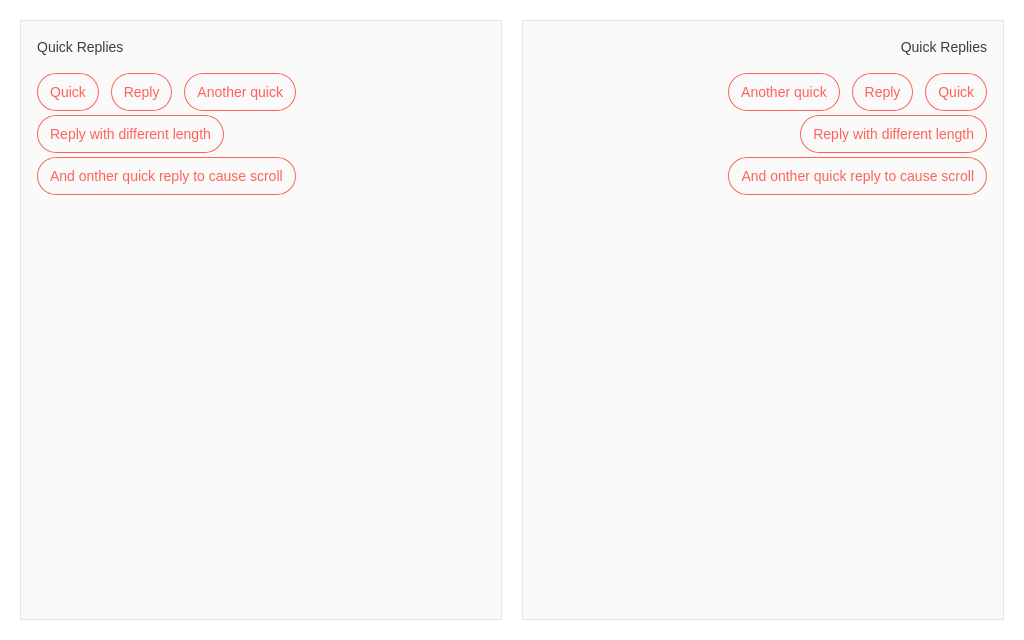 Quick Replies
Quick Reply Another quick
Reply with different length
And onther quick reply to cause scroll
Quick Replies
Another quick Reply Quick
Reply with different length
And onther quick reply to cause scroll